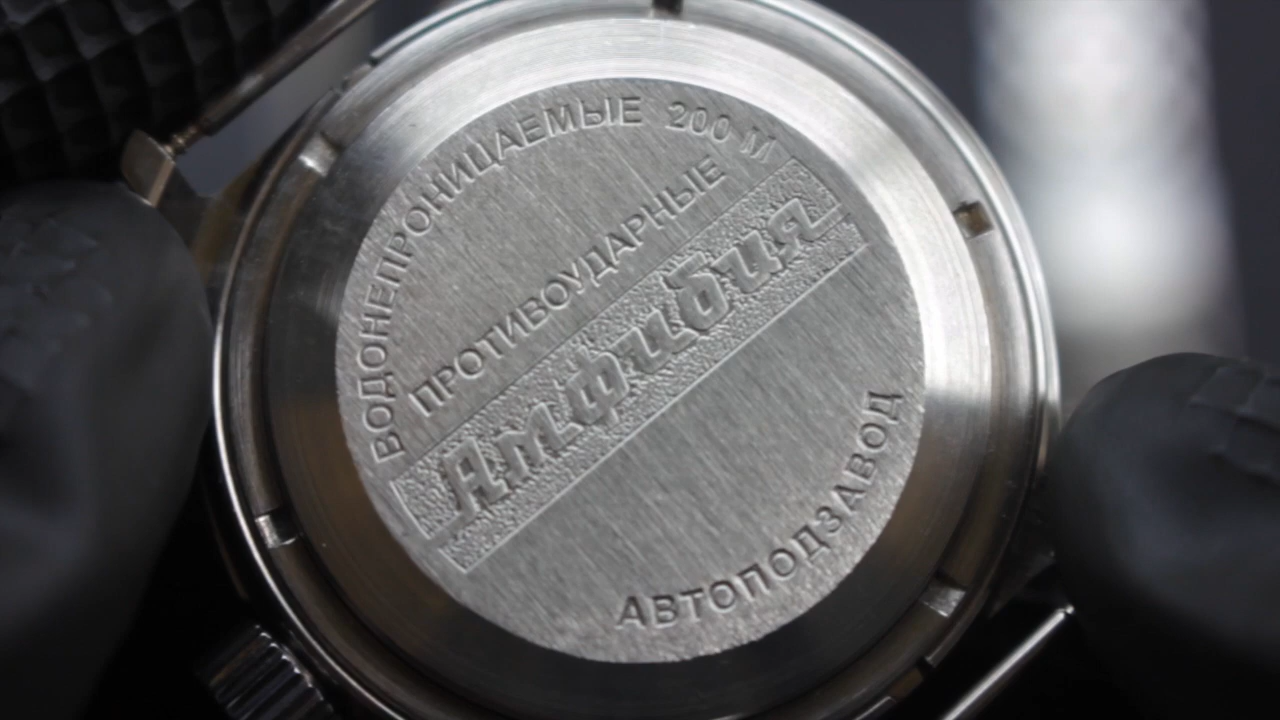 ВОДОНЕПРОНИЦАЕМЫЕ 200 М
ПРОТИВОУДАРНЫЕ
Амфибия
АВТОПОДЗАВОД